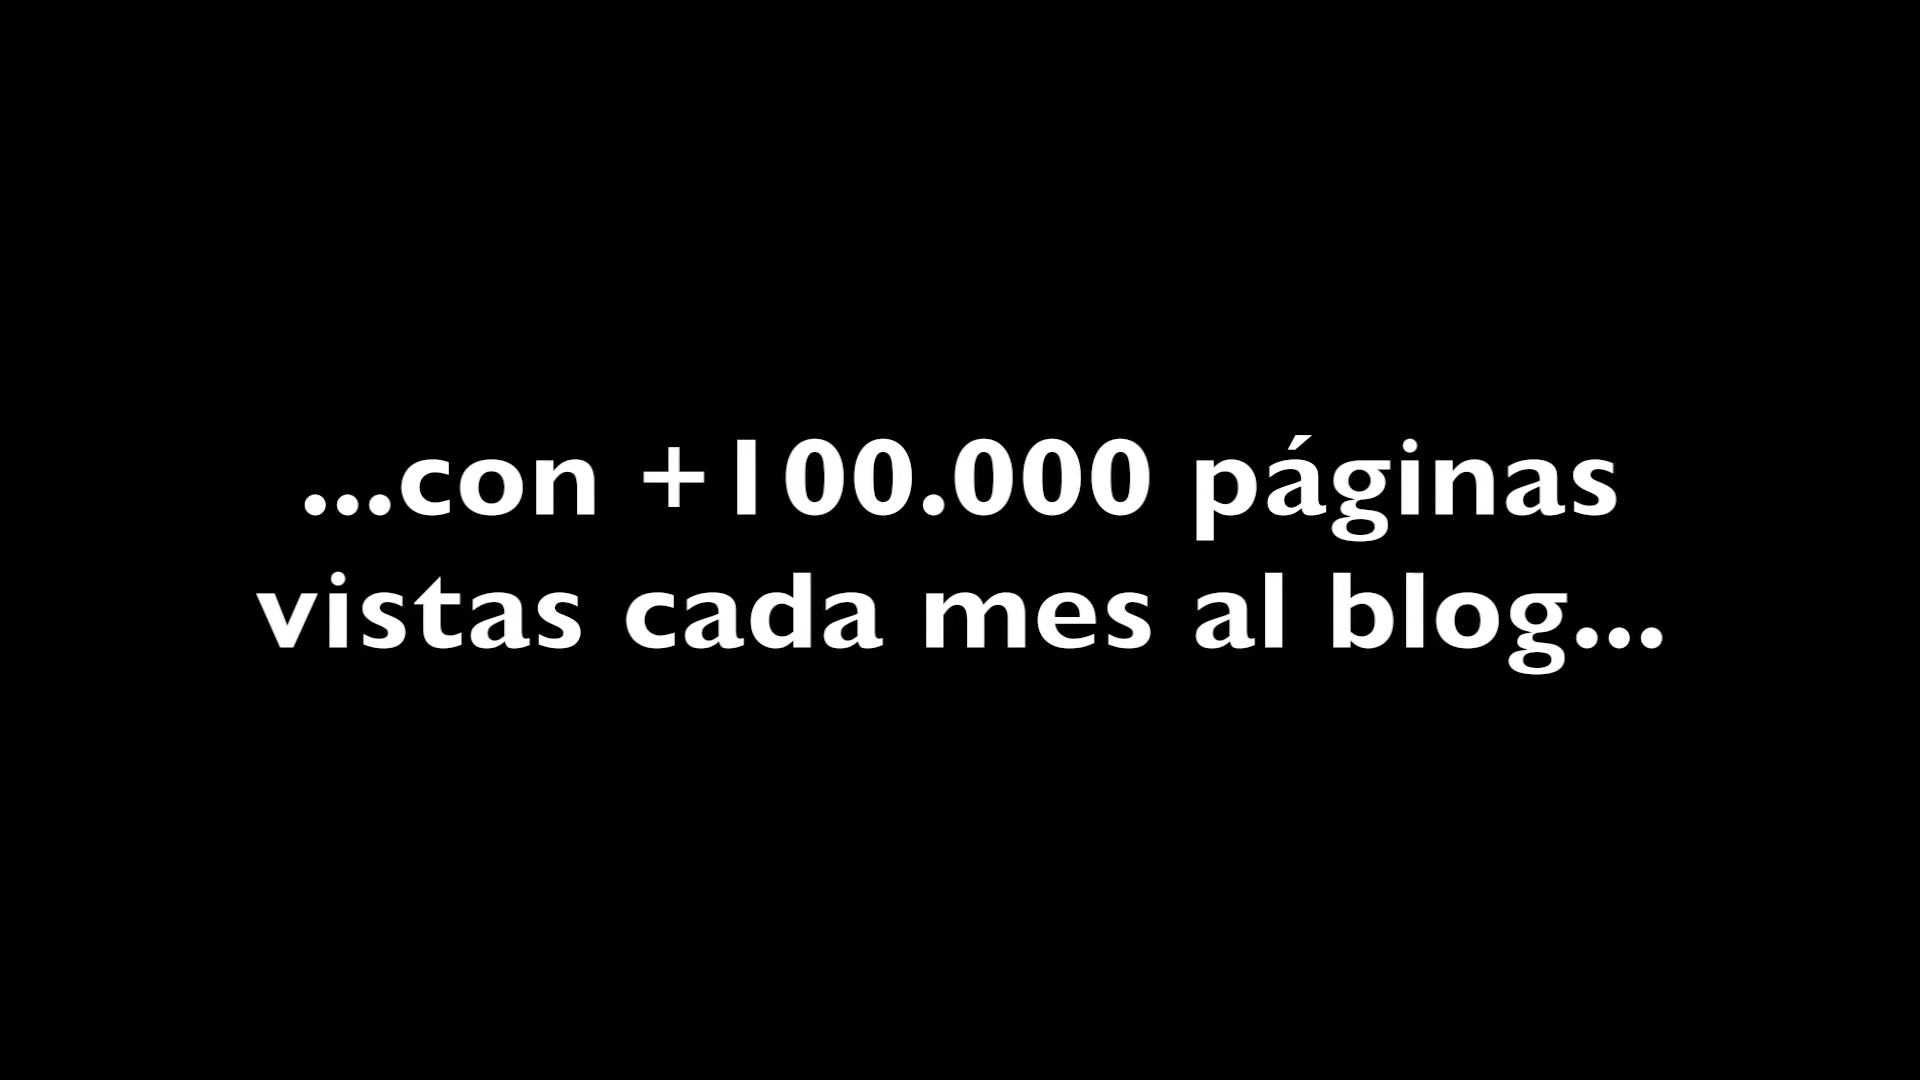 ...con +100.000 páginas
vistas cada mes al blog...